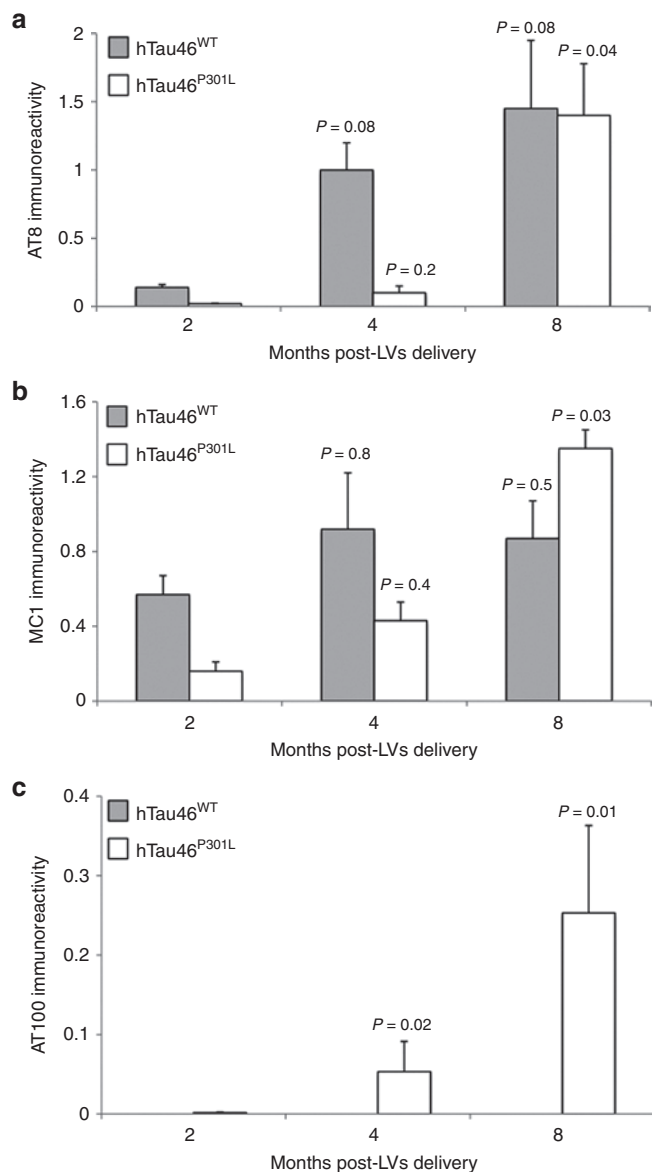 a
2
1.5
1
0.5
0
AT8 immunoreactivity
hTau46WT
hTau46P301L
P = 0.08
P = 0.2
P = 0.08
P = 0.04
2 4 8
Months post-LVs delivery
b
1.6
1.2
0.8
0.4
0
MC1 immunoreactivity
hTau46WT
hTau46P301L
P = 0.8
P = 0.4
P = 0.5
P = 0.03
2 4 8
Months post-LVs delivery
c
0.4
0.3
0.2
0.1
0
AT100 immunoreactivity
hTau46WT
hTau46P301L
P = 0.02
P = 0.01
2 4 8
Months post-LVs delivery